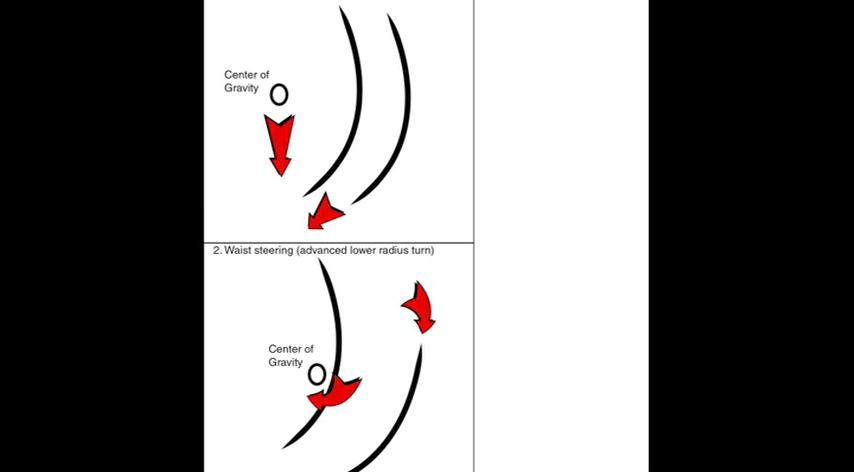 Center of
Gravity
2. Waist steering (advanced lower radius turn)
Center of
Gravity